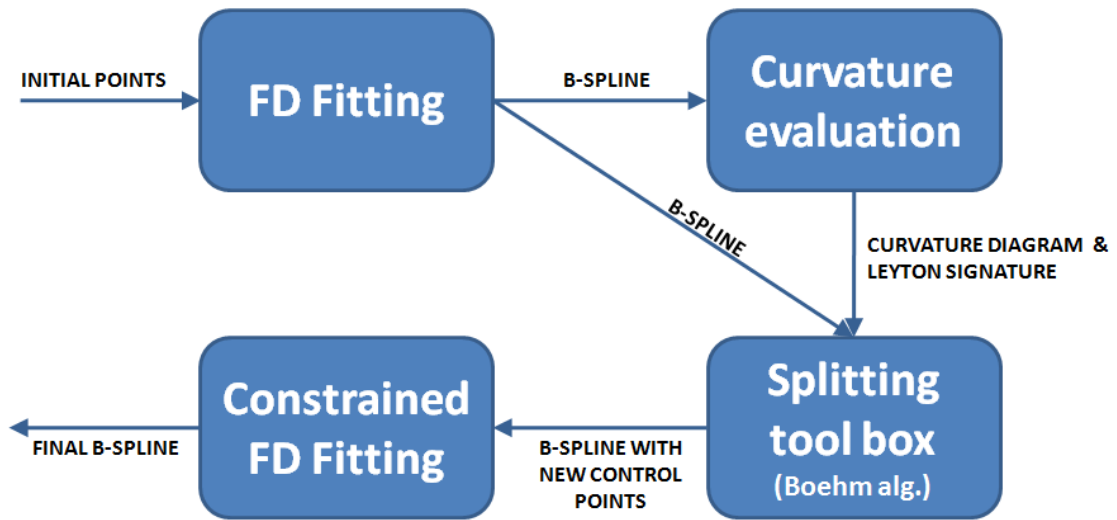 INITIAL POINTS
FD Fitting
B-SPLINE
Curvature
evaluation
B-SPLINE
CURVATURE DIAGRAM &
LEYTON SIGNATURE
Splitting
tool box
(Boehm alg.)
B-SPLINE WITH
NEW CONTROL
POINTS
Constrained
FD Fitting
FINAL B-SPLINE